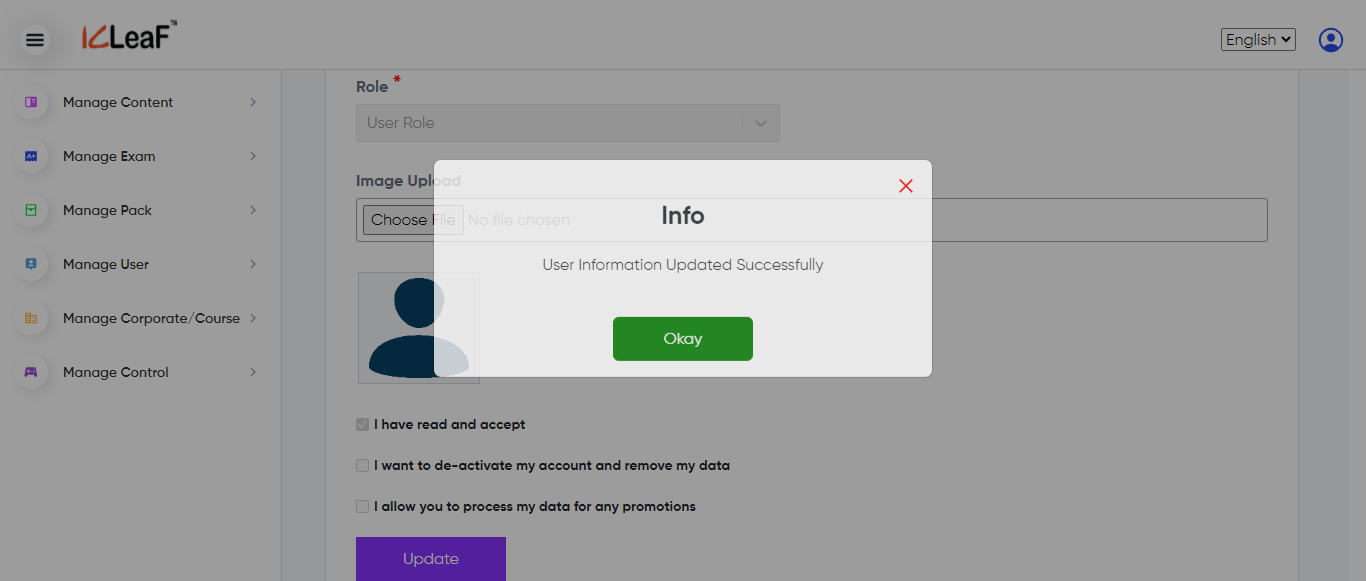 LeaF™
English
Manage Content
Manage Exam
Manage Pack
Manage User
Manage Corporate/Course
Manage Control
Role *
User Role
Image Upload
Choose File No file chosen
Info
User Information Updated Successfully
Okay
I have read and accept
I want to de-activate my account and remove my data
I allow you to process my data for any promotions
Update